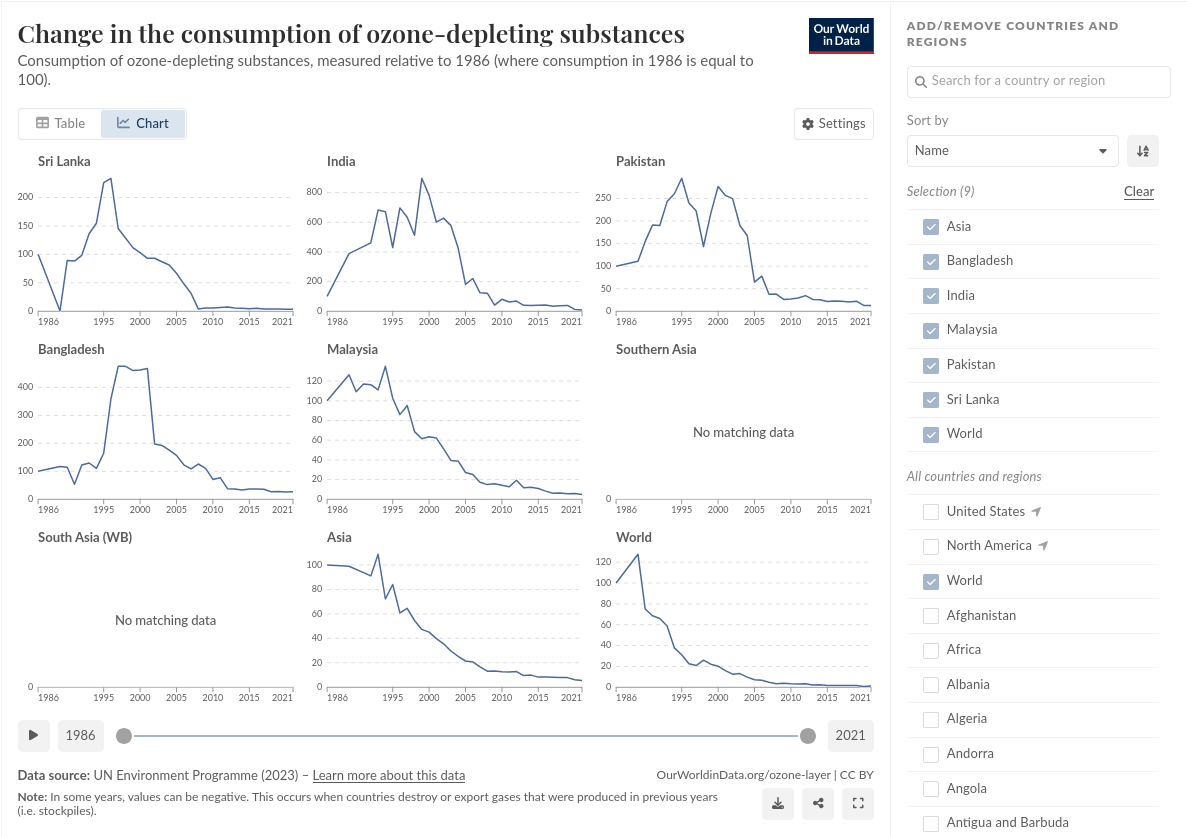 Change in the consumption of ozone-depleting substances
Consumption of ozone-depleting substances, measured relative to 1986 (where consumption in 1986 is equal to
100).
Our World
in Data
Table
Chart
Settings
Sri Lanka
200
150
100
50
0
1986
1995
2000
2005
2010
2015
2021
India
800
600
400
200
0
1986
1995
2000
2005
2010
2015
2021
Pakistan
250
200
150
100
50
0
1986
1995
2000
2005
2010
2015
2021
Bangladesh
400
300
200
100
0
1986
1995
2000
2005
2010
2015
2021
Malaysia
120
100
80
60
40
20
0
1986
1995
2000
2005
2010
2015
2021
Southern Asia
No matching data
0
1986
1995
2000
2005
2010
2015
2021
South Asia (WB)
No matching data
0
1986
1995
2000
2005
2010
2015
2021
Asia
100
80
60
40
20
0
1986
1995
2000
2005
2010
2015
2021
World
120
100
80
60
40
20
0
1986
1995
2000
2005
2010
2015
2021
1986
2021
Data source: UN Environment Programme (2023) – Learn more about this data
OurWorldinData.org/ozone-layer | CC BY
Note: In some years, values can be negative. This occurs when countries destroy or export gases that were produced in previous years
(i.e. stockpiles).
ADD/REMOVE COUNTRIES AND
REGIONS
Search for a country or region
Sort by
Name
Selection (9)
Clear
Asia
Bangladesh
India
Malaysia
Pakistan
Sri Lanka
World
All countries and regions
United States
North America
World
Afghanistan
Africa
Albania
Algeria
Andorra
Angola
Antigua and Barbuda